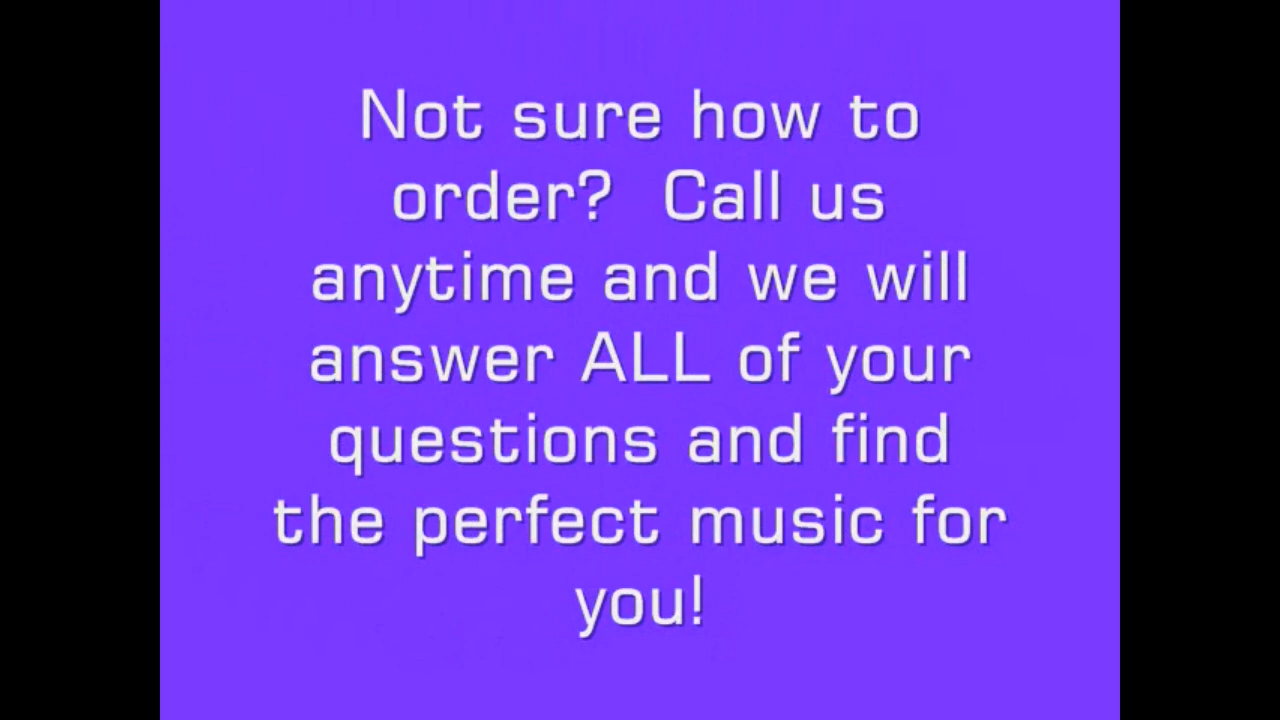 Not sure how to
order?  Call us
anytime and we will
answer ALL of your
questions and find
the perfect music for
you!